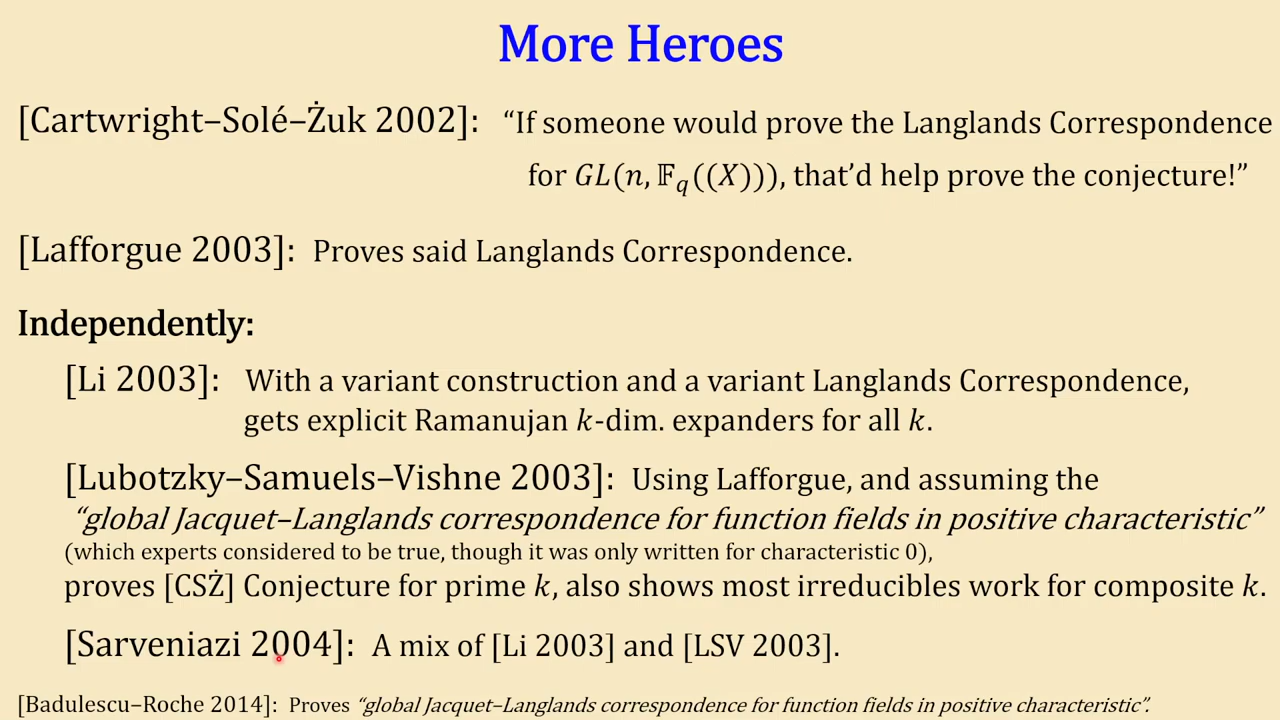 More Heroes
[Cartwright–Solé–Żuk 2002]: “If someone would prove the Langlands Correspondence
for GL(n, 𝔽q((X))), that’d help prove the conjecture!”
[Lafforgue 2003]: Proves said Langlands Correspondence.
Independently:
[Li 2003]: With a variant construction and a variant Langlands Correspondence,
gets explicit Ramanujan k-dim. expanders for all k.
[Lubotzky–Samuels–Vishne 2003]: Using Lafforgue, and assuming the
“global Jacquet–Langlands correspondence for function fields in positive characteristic”
(which experts considered to be true, though it was only written for characteristic 0),
proves [CSŻ] Conjecture for prime k, also shows most irreducibles work for composite k.
[Sarveniazi 2004]: A mix of [Li 2003] and [LSV 2003].
[Badulescu–Roche 2014]: Proves “global Jacquet–Langlands correspondence for function fields in positive characteristic”.